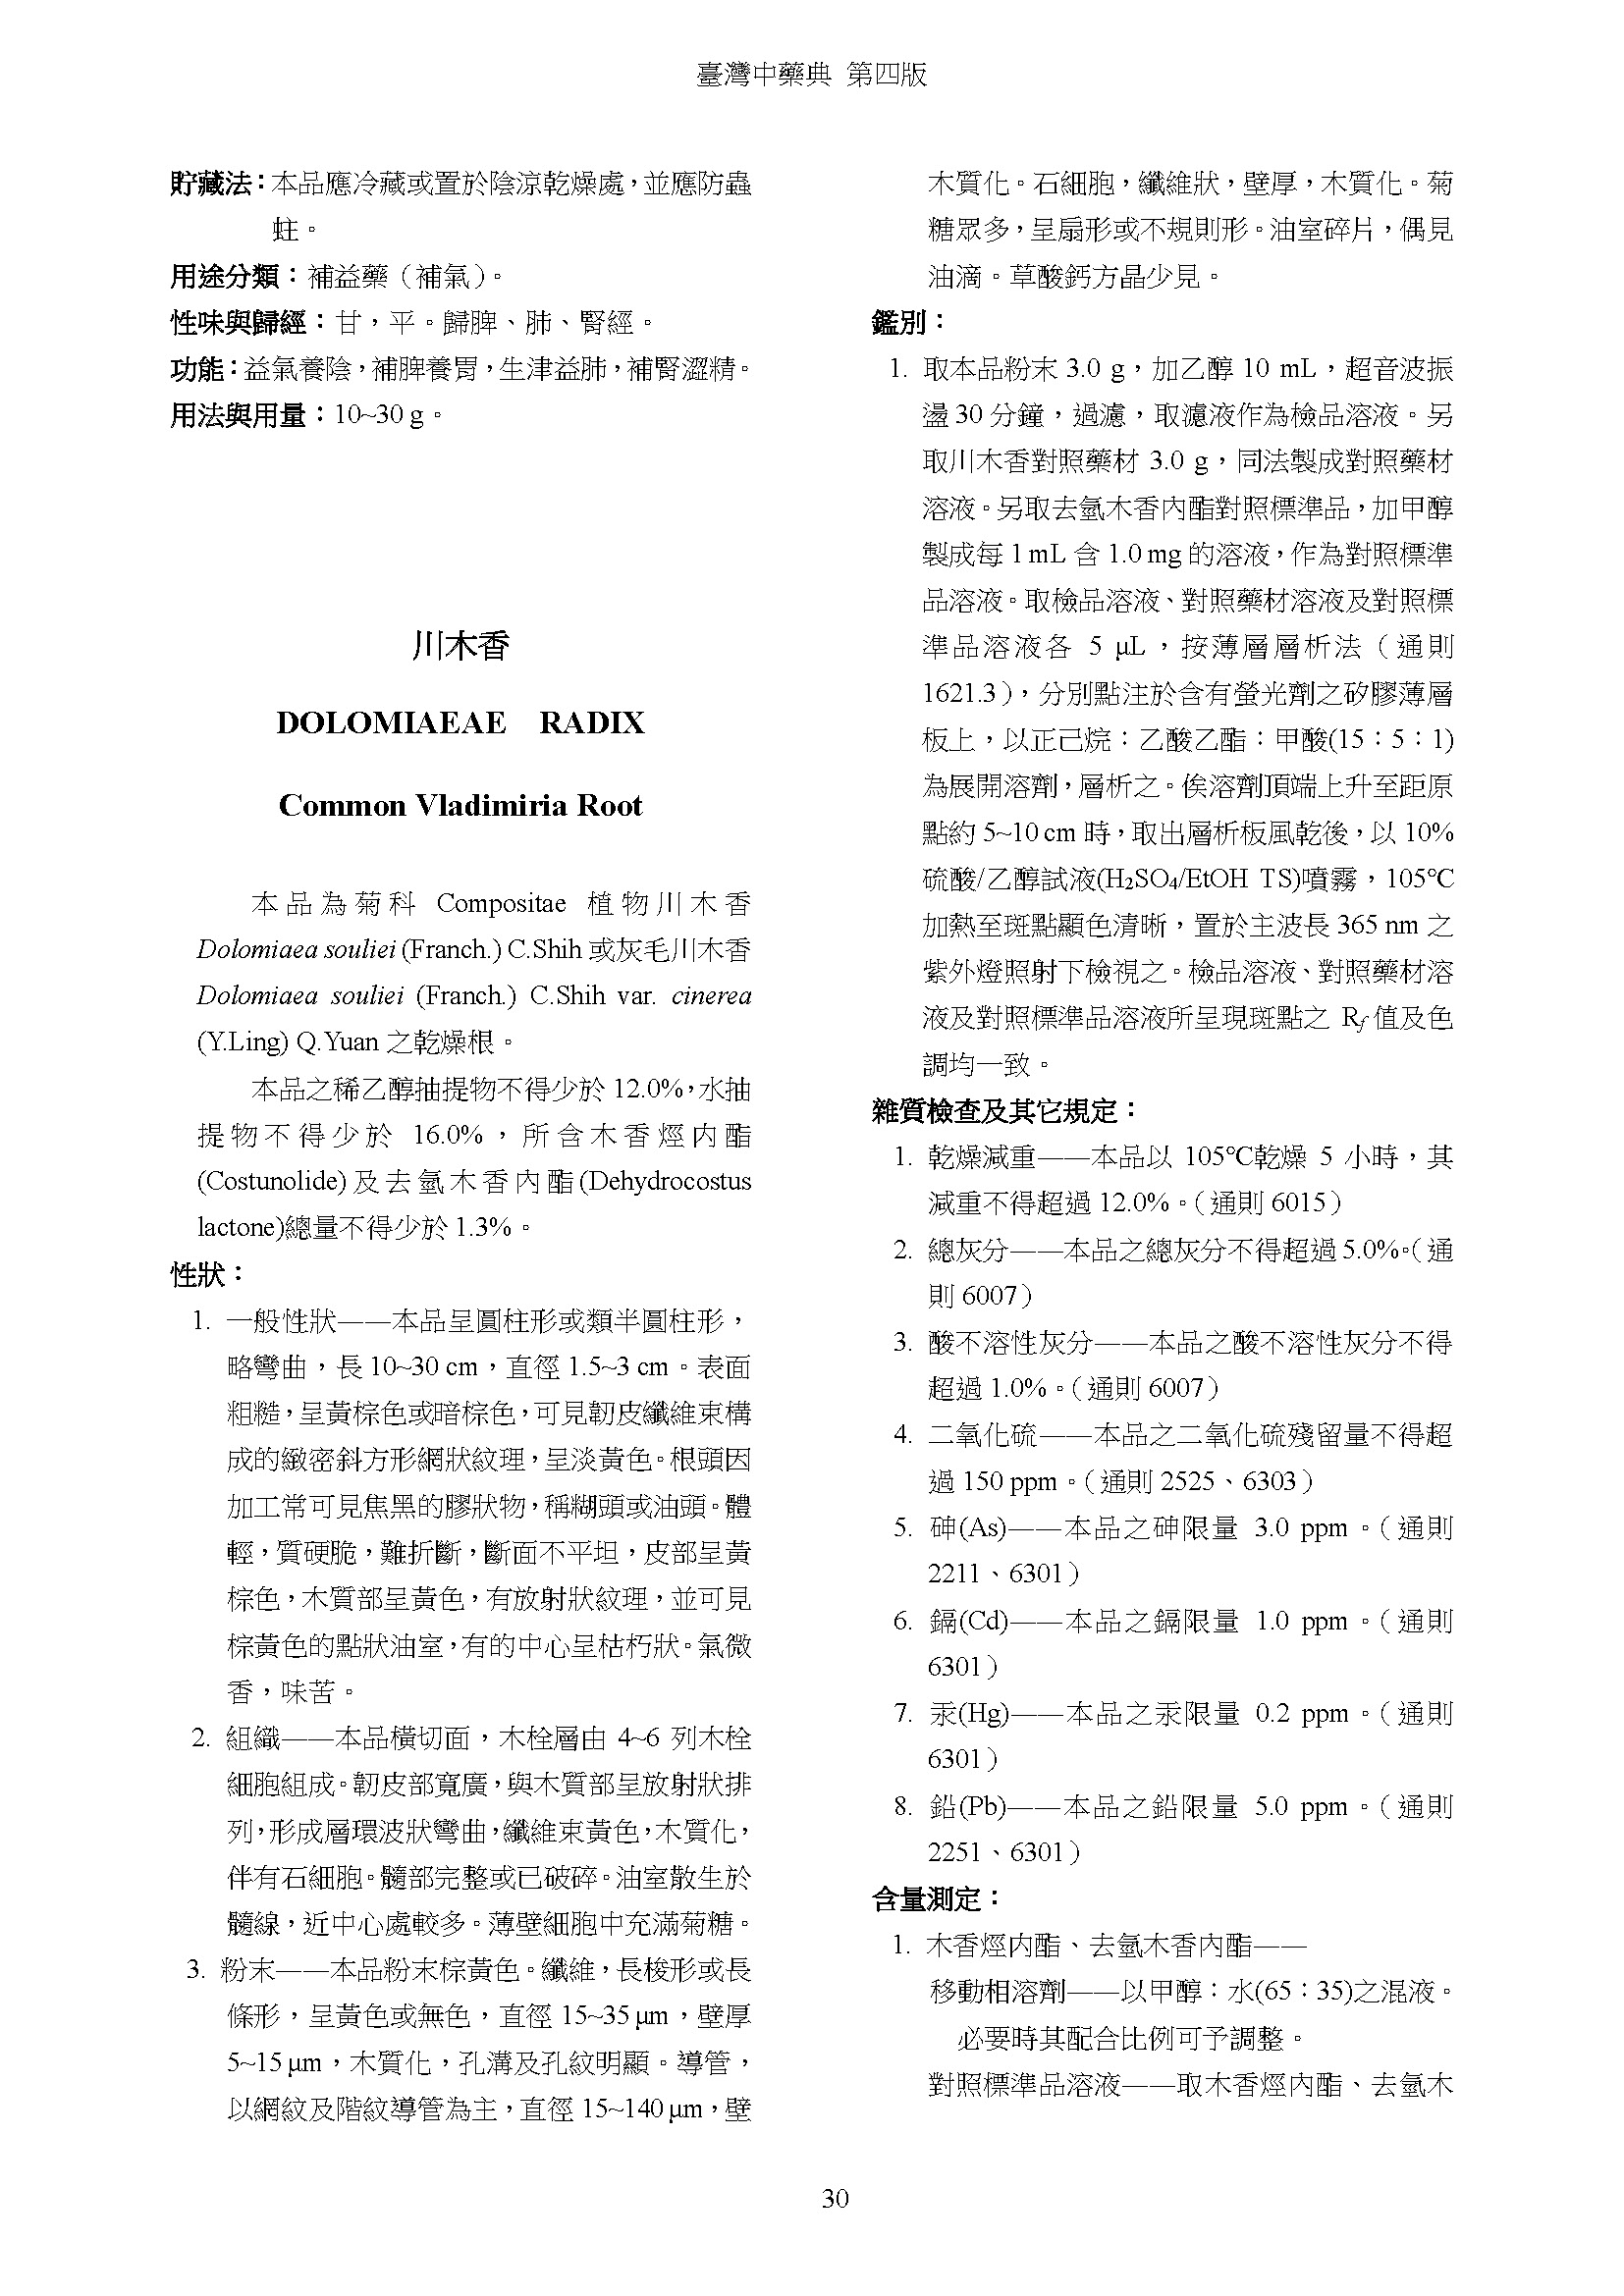 臺灣中藥典 第四版
貯藏法：本品應冷藏或置於陰涼乾燥處，並應防蟲
蛀。
用途分類：補益藥（補氣）。
性味與歸經：甘，平。歸脾、肺、腎經。
功能：益氣養陰，補脾養胃，生津益肺，補腎澀精。
用法與用量：10~30 g。
川木香
DOLOMIAEAE RADIX
Common Vladimiria Root
本品為菊科 Compositae 植物川木香
Dolomiaea souliei (Franch.) C.Shih 或灰毛川木香
Dolomiaea souliei (Franch.) C.Shih var. cinerea
(Y.Ling) Q.Yuan 之乾燥根。
本品之稀乙醇抽提物不得少於 12.0%，水抽
提物不得少於 16.0%，所含木香烴內酯
(Costunolide)及去氫木香內酯(Dehydrocostus
lactone)總量不得少於 1.3%。
性狀：
1. 一般性狀——本品呈圓柱形或類半圓柱形，
略彎曲，長 10~30 cm，直徑 1.5~3 cm。表面
粗糙，呈黃棕色或暗棕色，可見韌皮纖維束構
成的緻密斜方形網狀紋理，呈淡黃色。根頭因
加工常可見焦黑的膠狀物，稱糊頭或油頭。體
輕，質硬脆，難折斷，斷面不平坦，皮部呈黃
棕色，木質部呈黃色，有放射狀紋理，並可見
棕黃色的點狀油室，有的中心呈枯朽狀。氣微
香，味苦。
2. 組織——本品橫切面，木栓層由 4~6 列木栓
細胞組成。韌皮部寬廣，與木質部呈放射狀排
列，形成層環波狀彎曲，纖維束黃色，木質化，
伴有石細胞。髓部完整或已破碎。油室散生於
髓線，近中心處較多。薄壁細胞中充滿菊糖。
3. 粉末——本品粉末棕黃色。纖維，長梭形或長
條形，呈黃色或無色，直徑 15~35 μm，壁厚
5~15 μm，木質化，孔溝及孔紋明顯。導管，
以網紋及階紋導管為主，直徑 15~140 μm，壁
木質化。石細胞，纖維狀，壁厚，木質化。菊
糖眾多，呈扇形或不規則形。油室碎片，偶見
油滴。草酸鈣方晶少見。
鑑別：
1. 取本品粉末 3.0 g，加乙醇 10 mL，超音波振
盪 30 分鐘，過濾，取濾液作為檢品溶液。另
取川木香對照藥材 3.0 g，同法製成對照藥材
溶液。另取去氫木香內酯對照標準品，加甲醇
製成每 1 mL 含 1.0 mg 的溶液，作為對照標準
品溶液。取檢品溶液、對照藥材溶液及對照標
準品溶液各 5 μL，按薄層層析法（通則
1621.3），分別點注於含有螢光劑之矽膠薄層
板上，以正己烷：乙酸乙酯：甲酸(15：5：1)
為展開溶劑，層析之。俟溶劑頂端上升至距原
點約 5~10 cm 時，取出層析板風乾後，以 10%
硫酸/乙醇試液(H₂SO₄/EtOH TS)噴霧，105℃
加熱至斑點顯色清晰，置於主波長 365 nm 之
紫外燈照射下檢視之。檢品溶液、對照藥材溶
液及對照標準品溶液所呈現斑點之 Rf 值及色
調均一致。
雜質檢查及其它規定：
1. 乾燥減重——本品以 105℃乾燥 5 小時，其
減重不得超過 12.0%。（通則 6015）
2. 總灰分——本品之總灰分不得超過 5.0%。（通
則 6007）
3. 酸不溶性灰分——本品之酸不溶性灰分不得
超過 1.0%。（通則 6007）
4. 二氧化硫——本品之二氧化硫殘留量不得超
過 150 ppm。（通則 2525、6303）
5. 砷(As)——本品之砷限量 3.0 ppm。（通則
2211、6301）
6. 鎘(Cd)——本品之鎘限量 1.0 ppm。（通則
6301）
7. 汞(Hg)——本品之汞限量 0.2 ppm。（通則
6301）
8. 鉛(Pb)——本品之鉛限量 5.0 ppm。（通則
2251、6301）
含量測定：
1. 木香烴內酯、去氫木香內酯——
移動相溶劑——以甲醇：水(65：35)之混液。
必要時其配合比例可予調整。
對照標準品溶液——取木香烴內酯、去氫木
30